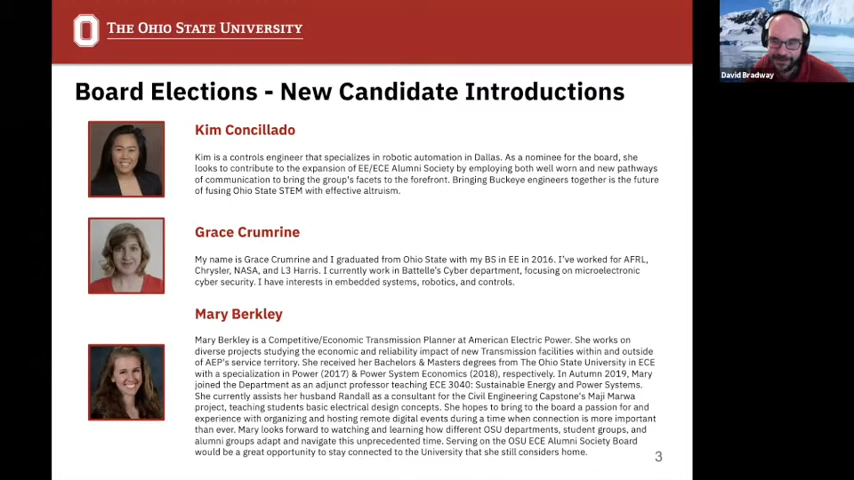 THE OHIO STATE UNIVERSITY
David Bradway
Board Elections - New Candidate Introductions
Kim Concillado
Kim is a controls engineer that specializes in robotic automation in Dallas. As a nominee for the board, she
looks to contribute to the expansion of EE/ECE Alumni Society by employing both well worn and new pathways
of communication to bring the group's facets to the forefront. Bringing Buckeye engineers together is the future
of fusing Ohio State STEM with effective altruism.
Grace Crumrine
My name is Grace Crumrine and I graduated from Ohio State with my BS in EE in 2016. I've worked for AFRL,
Chrysler, NASA, and L3 Harris. I currently work in Battelle's Cyber department, focusing on microelectronic
cyber security. I have interests in embedded systems, robotics, and controls.
Mary Berkley
Mary Berkley is a Competitive/Economic Transmission Planner at American Electric Power. She works on
diverse projects studying the economic and reliability impact of new Transmission facilities within and outside
of AEP's service territory. She received her Bachelors & Masters degrees from The Ohio State University in ECE
with a specialization in Power (2017) & Power System Economics (2018), respectively. In Autumn 2019, Mary
joined the Department as an adjunct professor teaching ECE 3040: Sustainable Energy and Power Systems.
She currently assists her husband Randall as a consultant for the Civil Engineering Capstone's Maji Marwa
project, teaching students basic electrical design concepts. She hopes to bring to the board a passion for and
experience with organizing and hosting remote digital events during a time when connection is more important
than ever. Mary looks forward to watching and learning how different OSU departments, student groups, and
alumni groups adapt and navigate this unprecedented time. Serving on the OSU ECE Alumni Society Board
would be a great opportunity to stay connected to the University that she still considers home.
3